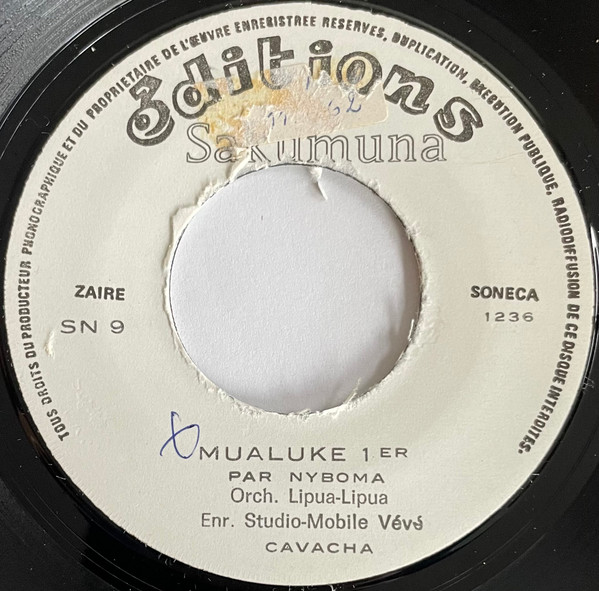 TOUS DROITS DU PRODUCTEUR PHONOGRAPHIQUE ET DU PROPRIETAIRE DE L'ŒUVRE ENREGISTREE RESERVES, DUPLICATION, EXECUTION PUBLIQUE, RADIODIFFUSION DE CE DISQUE INTERDITES.
Editions
Sakumuna
ZAIRE
SN 9
SONECA
1236
MUALUKE 1 ER
PAR NYBOMA
Orch. Lipua-Lipua
Enr. Studio-Mobile Vévé
CAVACHA